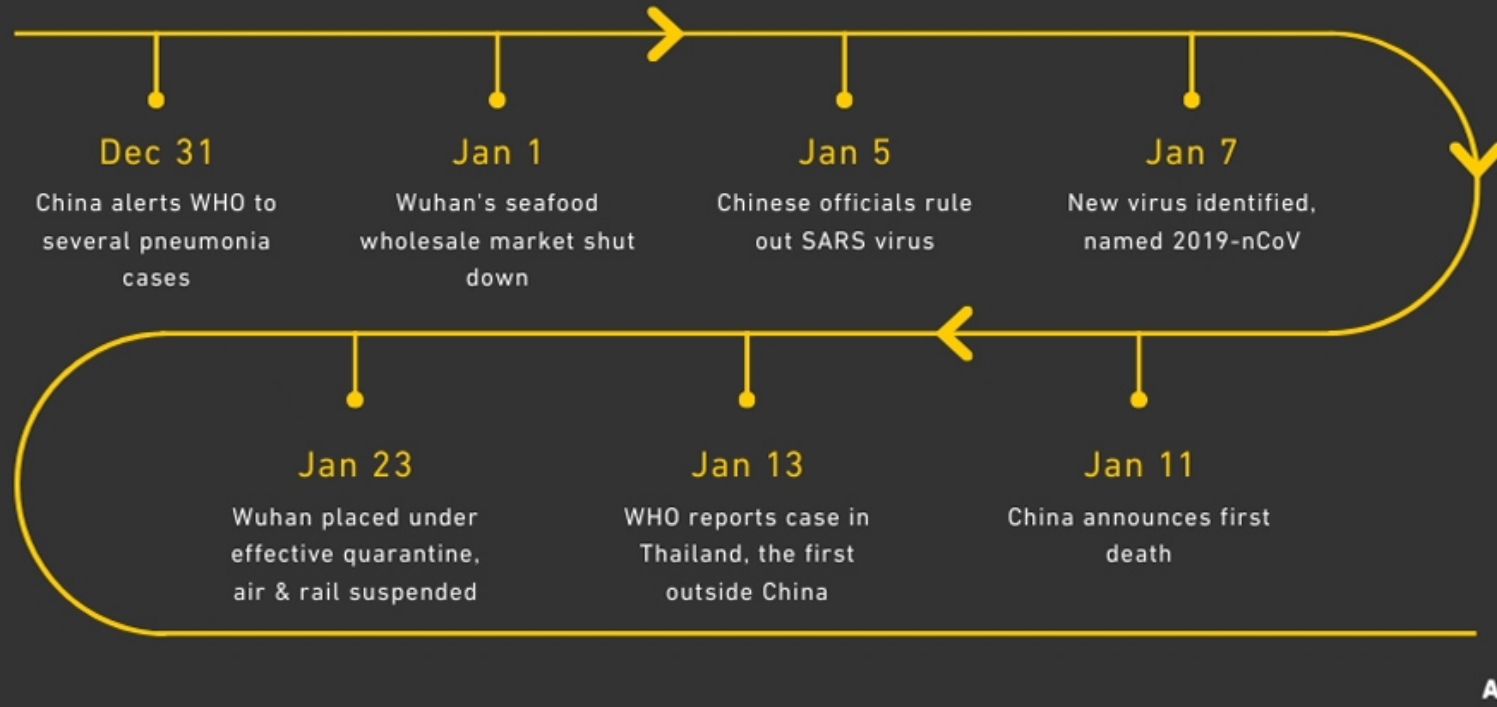 Dec 31
China alerts WHO to
several pneumonia
cases
Jan 1
Wuhan's seafood
wholesale market shut
down
Jan 5
Chinese officials rule
out SARS virus
Jan 7
New virus identified,
named 2019-nCoV
Jan 11
China announces first
death
Jan 13
WHO reports case in
Thailand, the first
outside China
Jan 23
Wuhan placed under
effective quarantine,
air & rail suspended